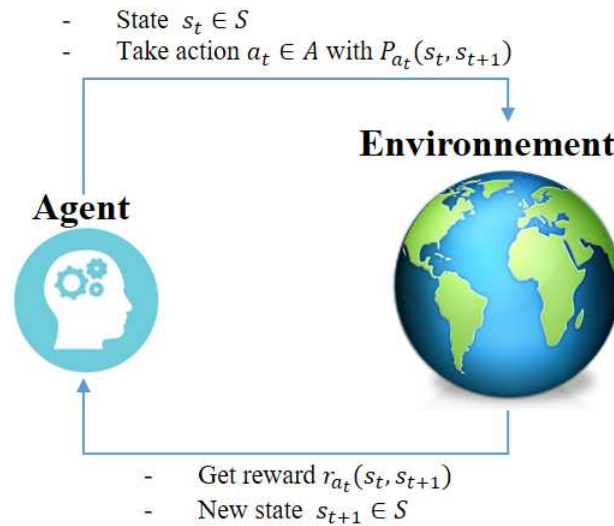 - State $s_t \in S$
- Take action $a_t \in A$ with $P_{a_t}(s_t, s_{t+1})$
Environnement
Agent
- Get reward $r_{a_t}(s_t, s_{t+1})$
- New state $s_{t+1} \in S$